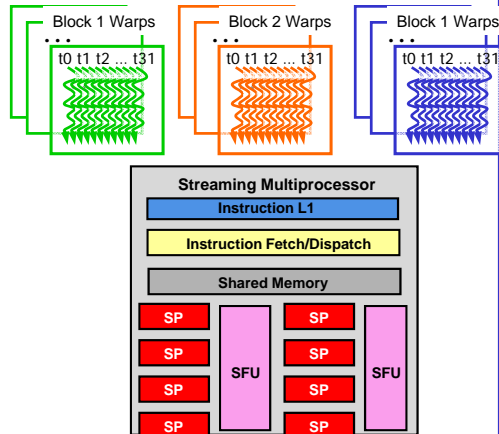 Block 1 Warps
Block 2 Warps
Block 1 Warps
...
...
...
t0 t1 t2 ... t31
t0 t1 t2 ... t31
t0 t1 t2 ... t31
Streaming Multiprocessor
Instruction L1
Instruction Fetch/Dispatch
Shared Memory
SP
SP
SP
SP
SFU
SP
SP
SP
SP
SFU